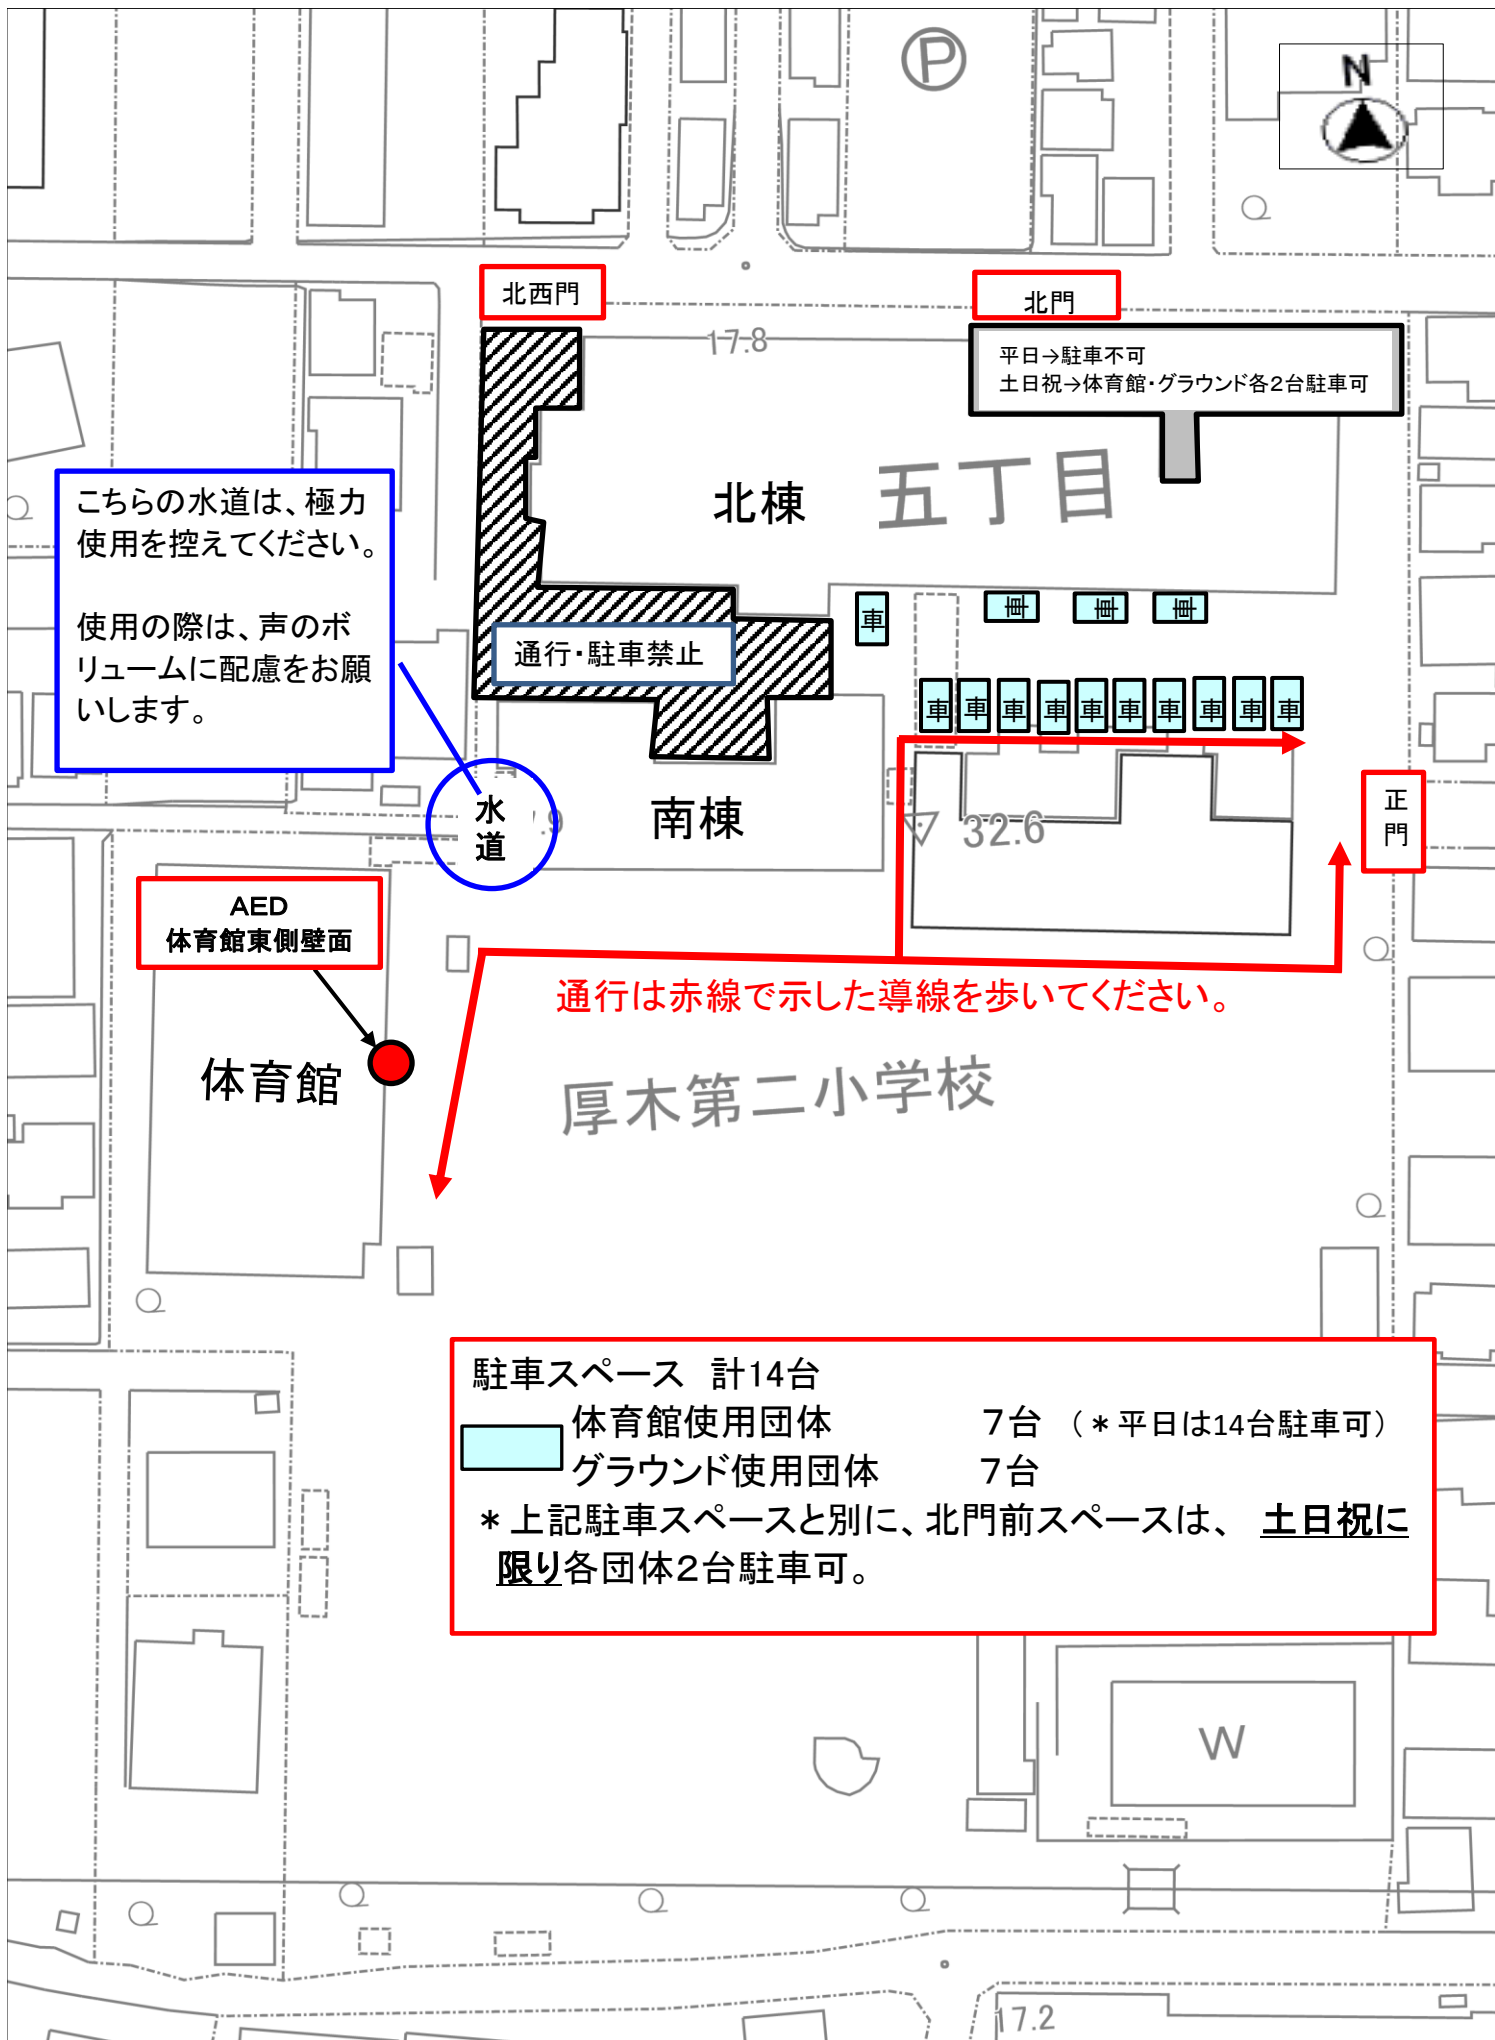 Ⓟ
N
北西門
北門
17.8
平日→駐車不可
土日祝→体育館・グラウンド各2台駐車可
五丁目
北棟
こちらの水道は、極力
使用を控えてください。
使用の際は、声のボ
リュームに配慮をお願
いします。
通行・駐車禁止
車
車 車 車
車 車 車 車 車 車 車 車 車 車
水
道
.9
南棟
32.6
正
門
AED
体育館東側壁面
通行は赤線で示した導線を歩いてください。
体育館
厚木第二小学校
駐車スペース 計14台
体育館使用団体 7台 (*平日は14台駐車可)
グラウンド使用団体 7台
*上記駐車スペースと別に、北門前スペースは、 土日祝に
限り各団体2台駐車可。
W
17.2